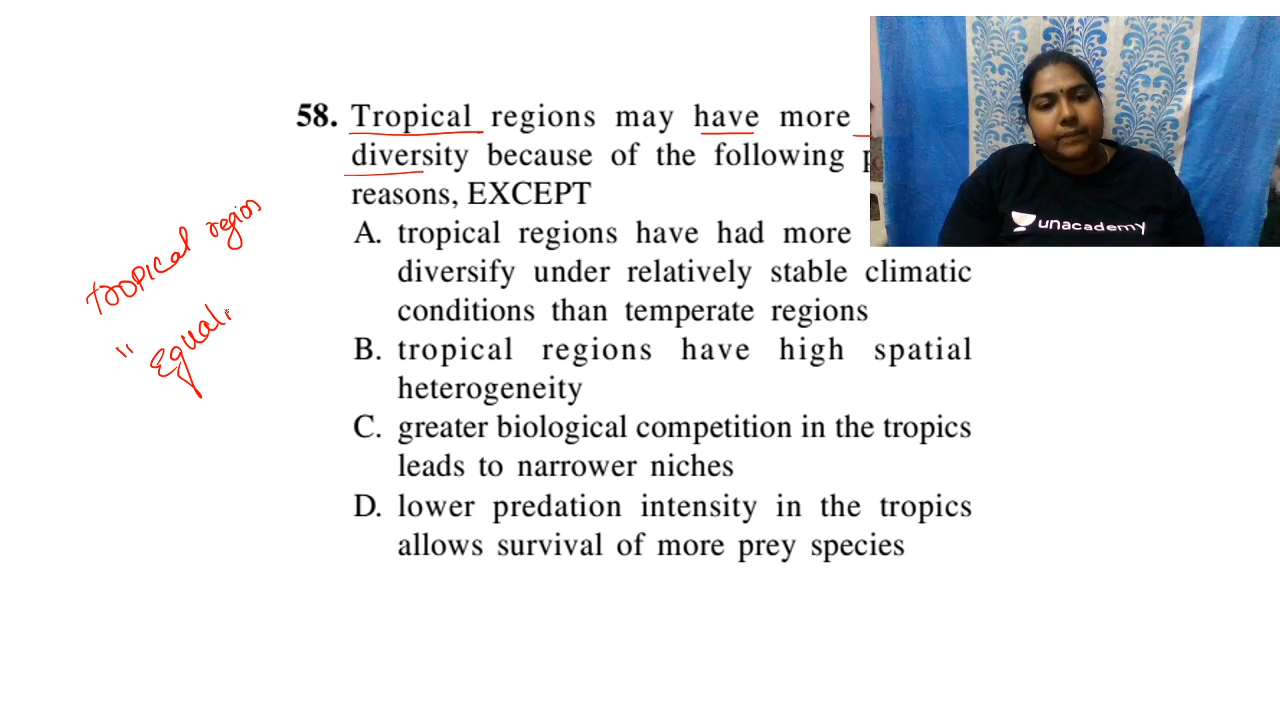 58. Tropical regions may have more
diversity because of the following
reasons, EXCEPT
A. tropical regions have had more
diversify under relatively stable climatic
conditions than temperate regions
B. tropical regions have high spatial
heterogeneity
C. greater biological competition in the tropics
leads to narrower niches
D. lower predation intensity in the tropics
allows survival of more prey species
Tropical region
" Equali
unacademy